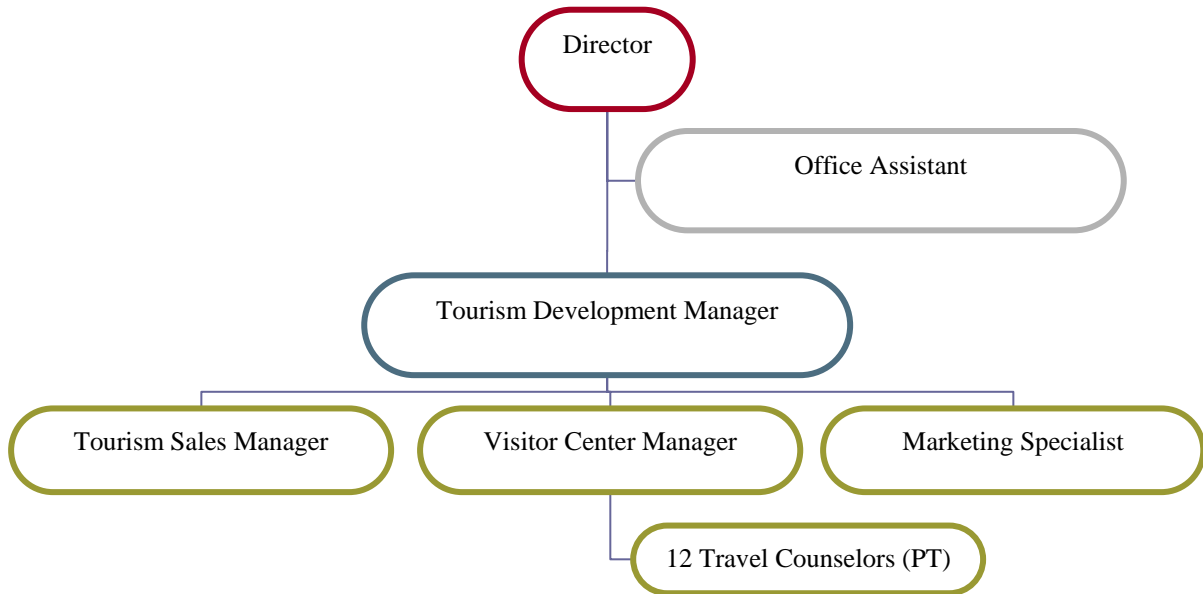 Director
Office Assistant
Tourism Development Manager
Tourism Sales Manager
Visitor Center Manager
Marketing Specialist
12 Travel Counselors (PT)